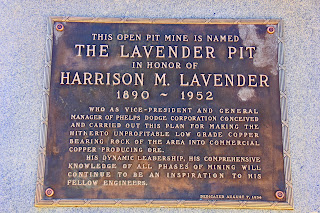 THIS OPEN PIT MINE IS NAMED
THE LAVENDER PIT
IN HONOR OF
HARRISON M. LAVENDER
1890 ~ 1952
WHO AS VICE-PRESIDENT AND GENERAL
MANAGER OF PHELPS DODGE CORPORATION CONCEIVED
AND CARRIED OUT THIS PLAN FOR MAKING THE
HITHERTO UNPROFITABLE LOW GRADE COPPER
BEARING ROCK OF THE AREA INTO COMMERCIAL
COPPER PRODUCING ORE.
HIS DYNAMIC LEADERSHIP, HIS COMPREHENSIVE
KNOWLEDGE OF ALL PHASES OF MINING WILL
CONTINUE TO BE AN INSPIRATION TO HIS
FELLOW ENGINEERS.
DEDICATED AUGUST 7,